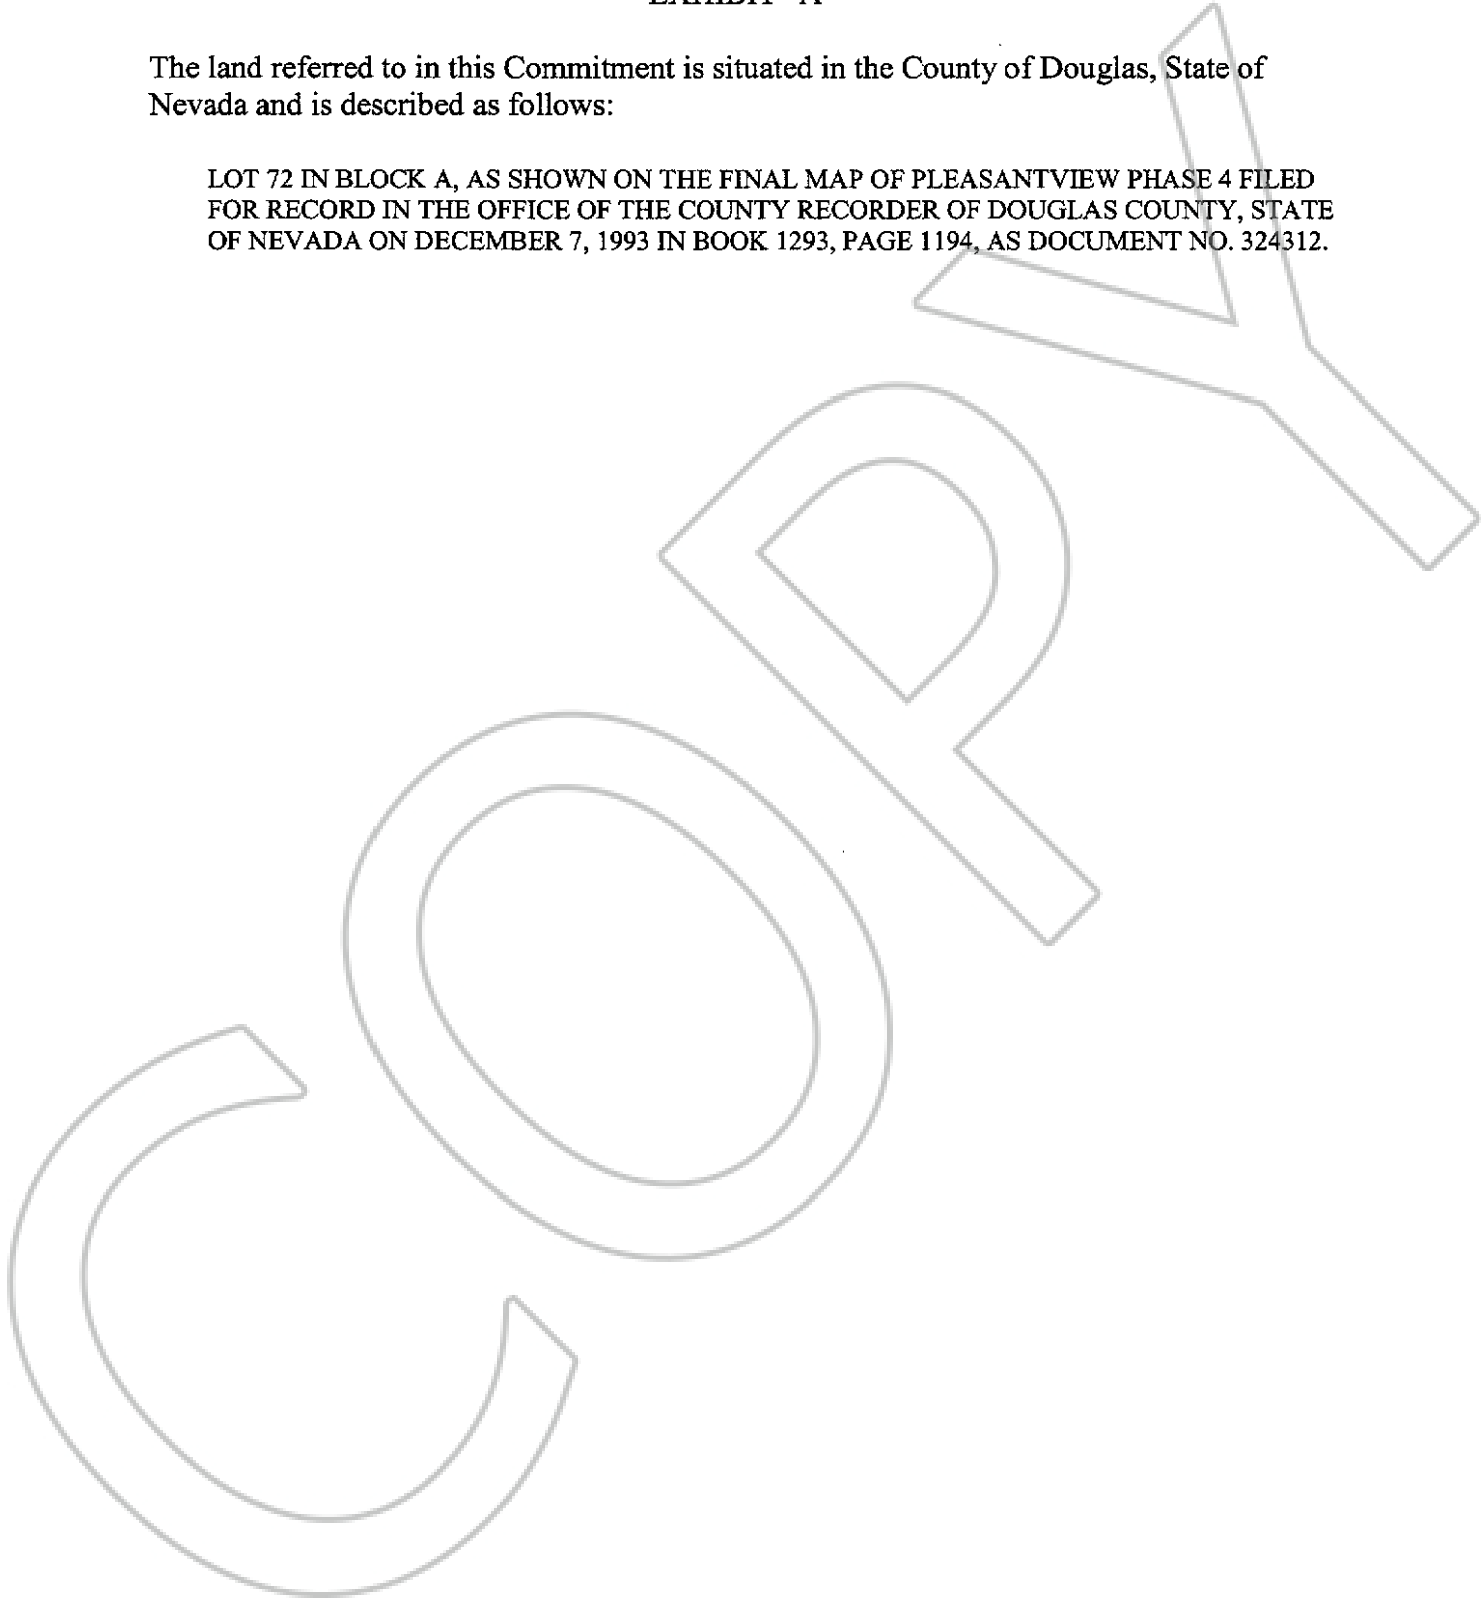 The land referred to in this Commitment is situated in the County of Douglas, State of
Nevada and is described as follows:
LOT 72 IN BLOCK A, AS SHOWN ON THE FINAL MAP OF PLEASANTVIEW PHASE 4 FILED
FOR RECORD IN THE OFFICE OF THE COUNTY RECORDER OF DOUGLAS COUNTY, STATE
OF NEVADA ON DECEMBER 7, 1993 IN BOOK 1293, PAGE 1194, AS DOCUMENT NO. 324312.
COPY